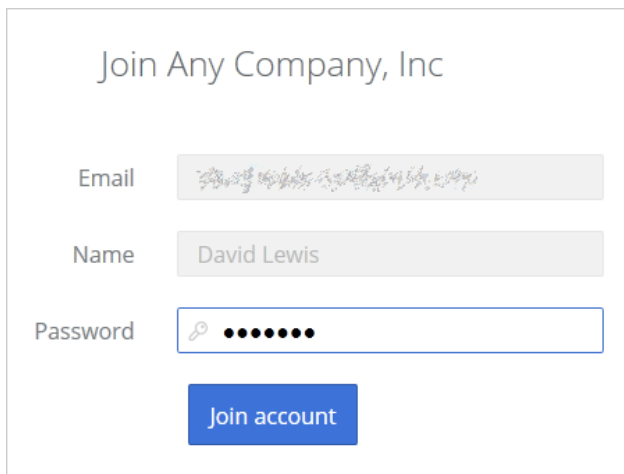 Join Any Company, Inc
Email
Name David Lewis
Password •••••••
Join account